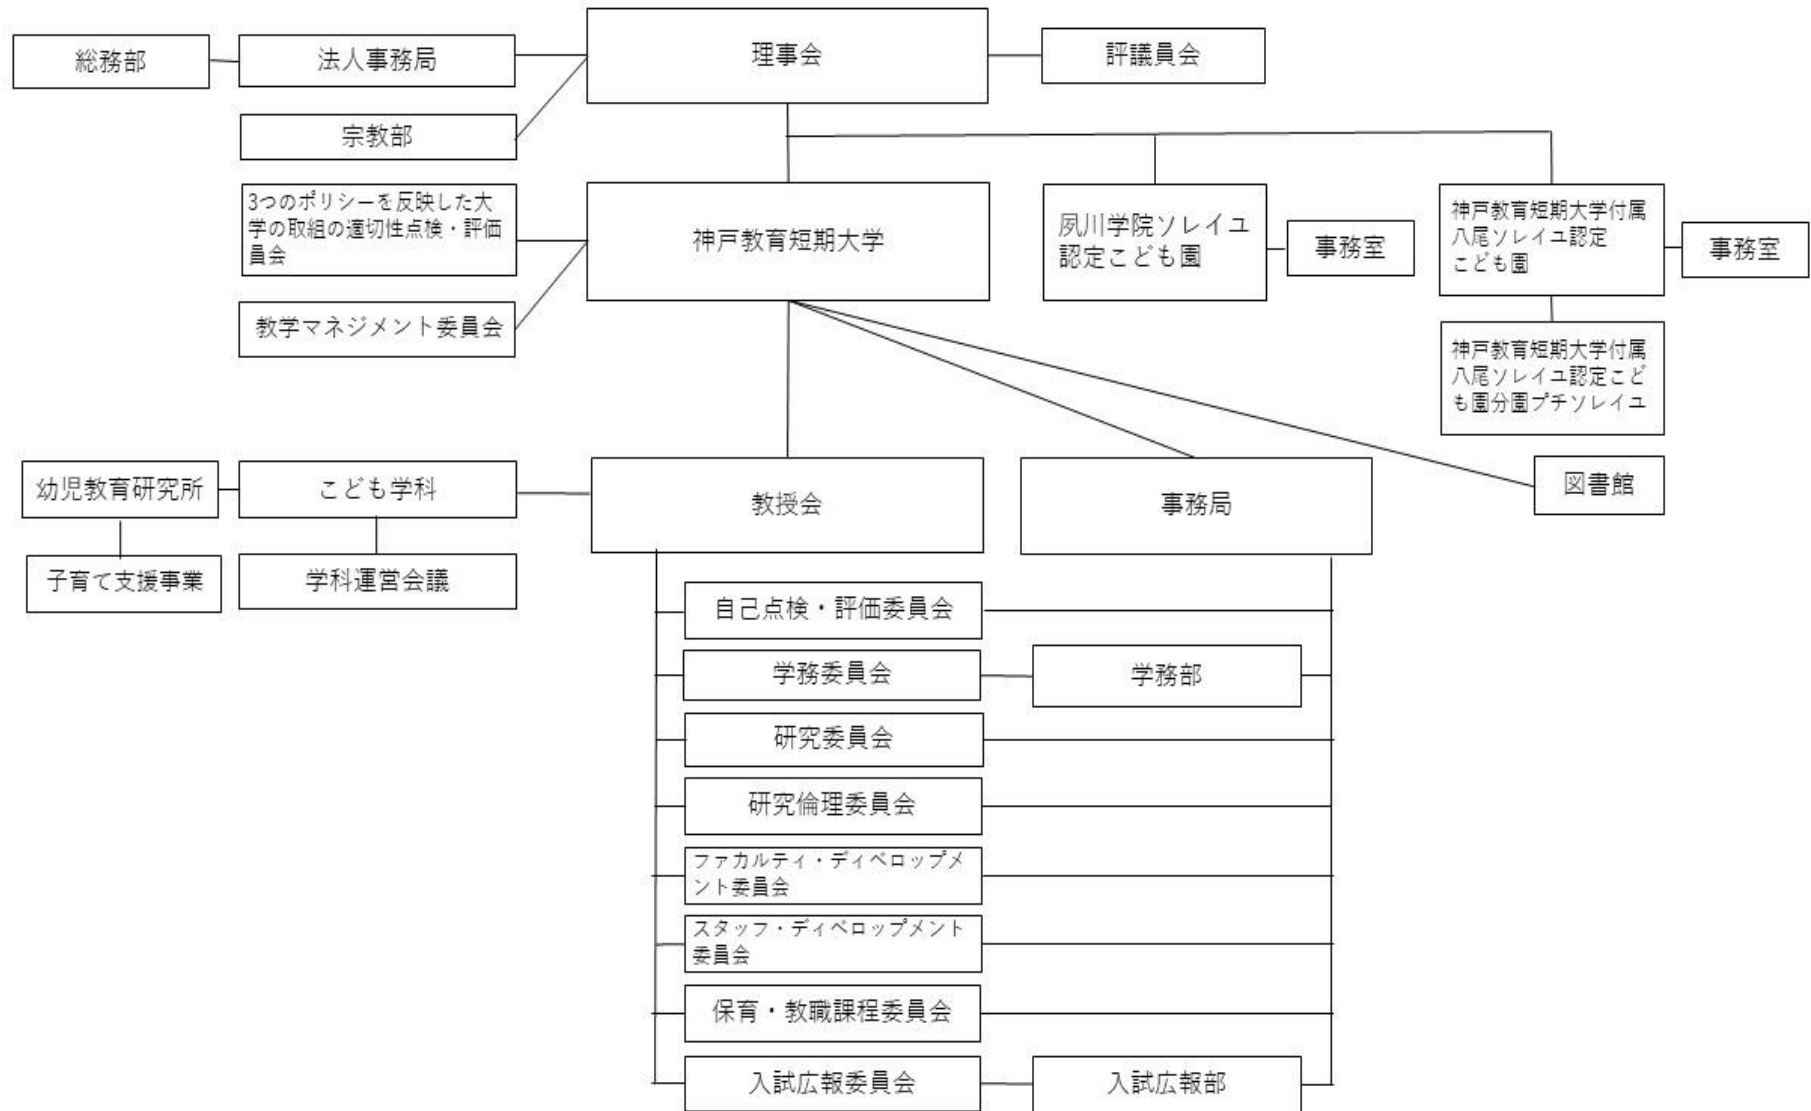 総務部
法人事務局
理事会
評議員会
宗教部
3つのポリシーを反映した大
学の取組の適切性点検・評価
員会
神戸教育短期大学
夙川学院ソレイユ
認定こども園
事務室
神戸教育短期大学付属
八尾ソレイユ認定
こども園
事務室
教学マネジメント委員会
神戸教育短期大学付属
八尾ソレイユ認定こど
も園分園プチソレイユ
幼児教育研究所
こども学科
教授会
事務局
図書館
子育て支援事業
学科運営会議
自己点検・評価委員会
学務委員会
学務部
研究委員会
研究倫理委員会
ファカルティ・ディベロップメ
ント委員会
スタッフ・ディベロップメント
委員会
保育・教職課程委員会
入試広報委員会
入試広報部